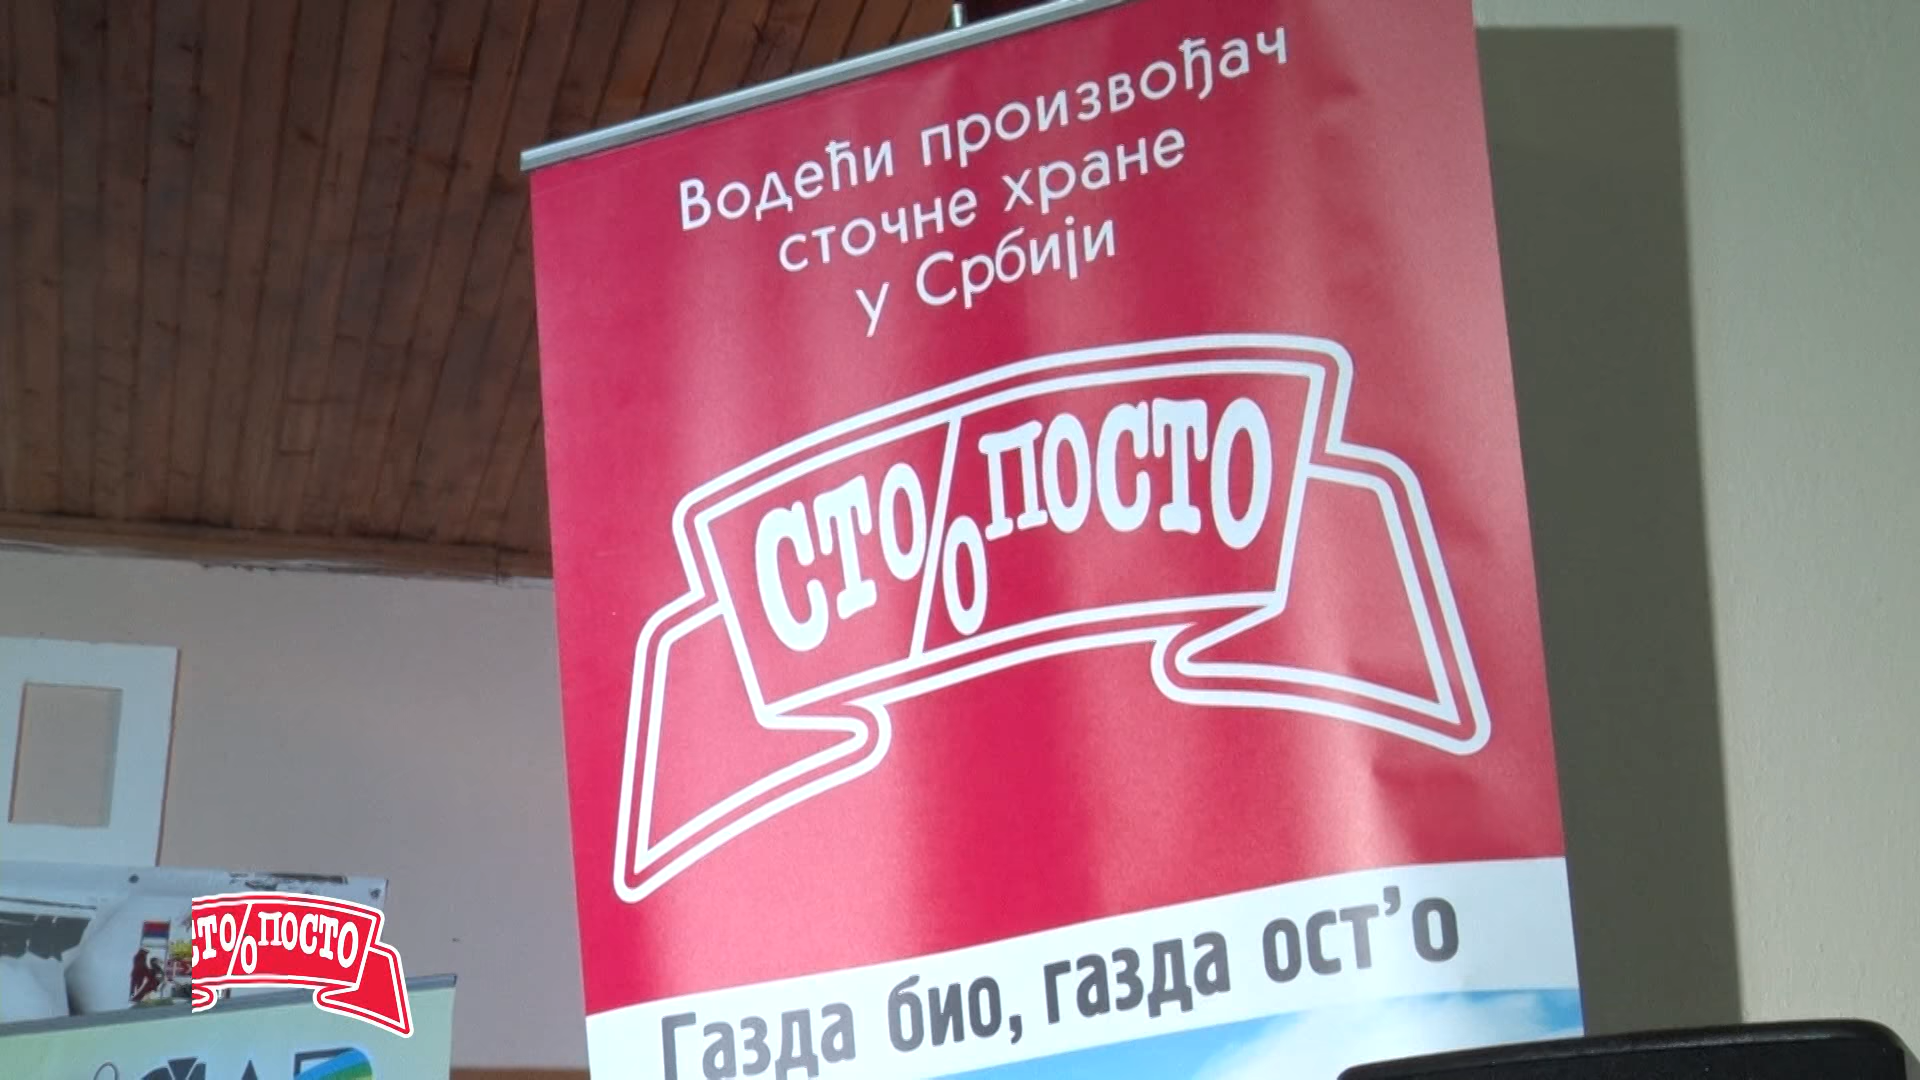 Водећи произвођач
сточне хране
у Србији
СТО%ПОСТО
Газда био, газда ост’о
СТО%ПОСТО